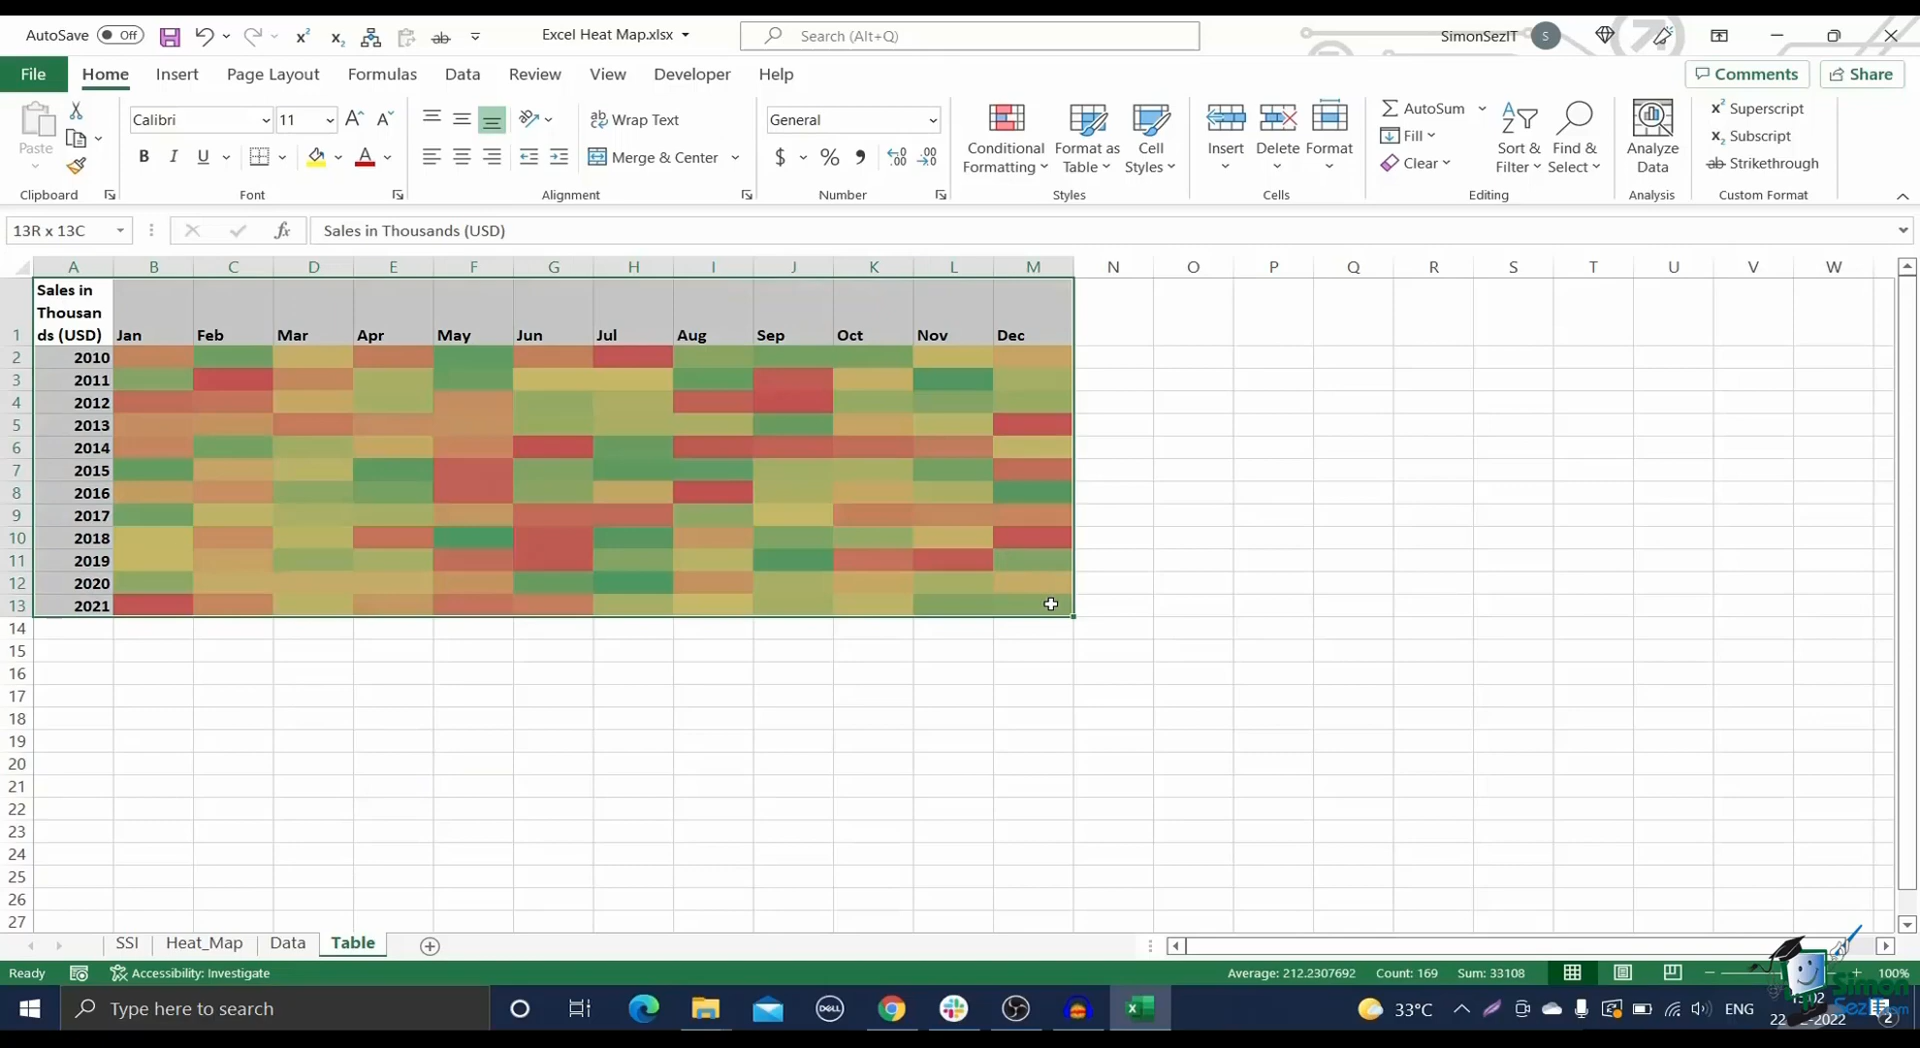 AutoSave Off Excel Heat Map.xlsx Search (Alt+Q) SimonSezIT S
File Home Insert Page Layout Formulas Data Review View Developer Help Comments Share
Calibri 11 Wrap Text General AutoSum Superscript
Paste Conditional Format as Cell Insert Delete Format Fill Sort & Find & Analyze Subscript
B I U Merge & Center $ % Formatting Table Styles Clear Filter Select Data Strikethrough
Clipboard Font Alignment Number Styles Cells Editing Analysis Custom Format
13R x 13C fx Sales in Thousands (USD)
A B C D E F G H I J K L M N O P Q R S T U V W
Sales in
Thousan
1 ds (USD) Jan Feb Mar Apr May Jun Jul Aug Sep Oct Nov Dec
2 2010
3 2011
4 2012
5 2013
6 2014
7 2015
8 2016
9 2017
10 2018
11 2019
12 2020
13 2021
14
15
16
17
18
19
20
21
22
23
24
25
26
27
SSI Heat_Map Data Table
Ready Accessibility: Investigate Average: 212.2307692 Count: 169 Sum: 33108 100%
Type here to search DELL 33°C ENG 2